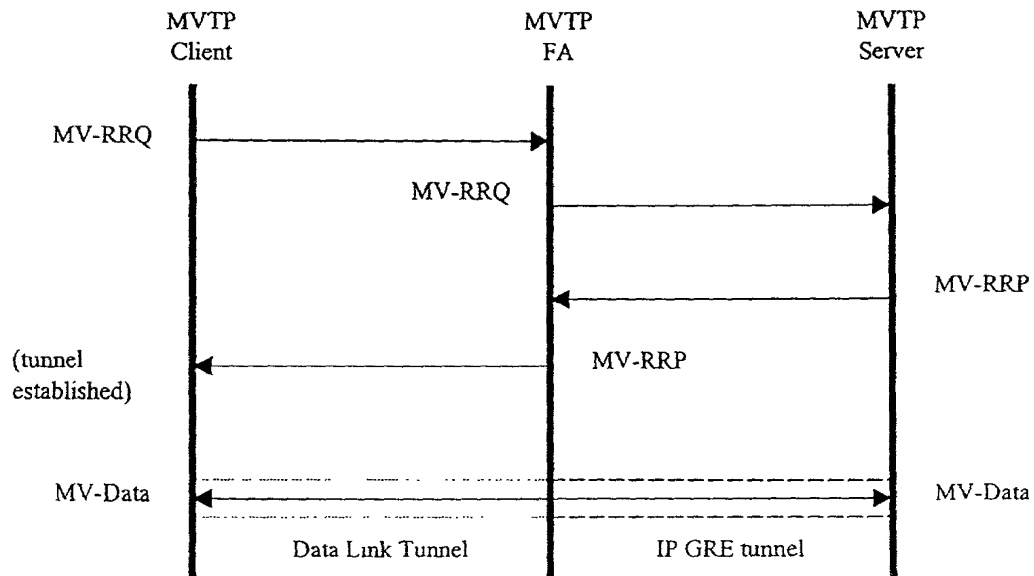 MVTP
Client
MVTP
FA
MVTP
Server
MV-RRQ
MV-RRQ
MV-RRP
(tunnel
established)
MV-RRP
MV-Data
MV-Data
Data Link Tunnel
IP GRE tunnel